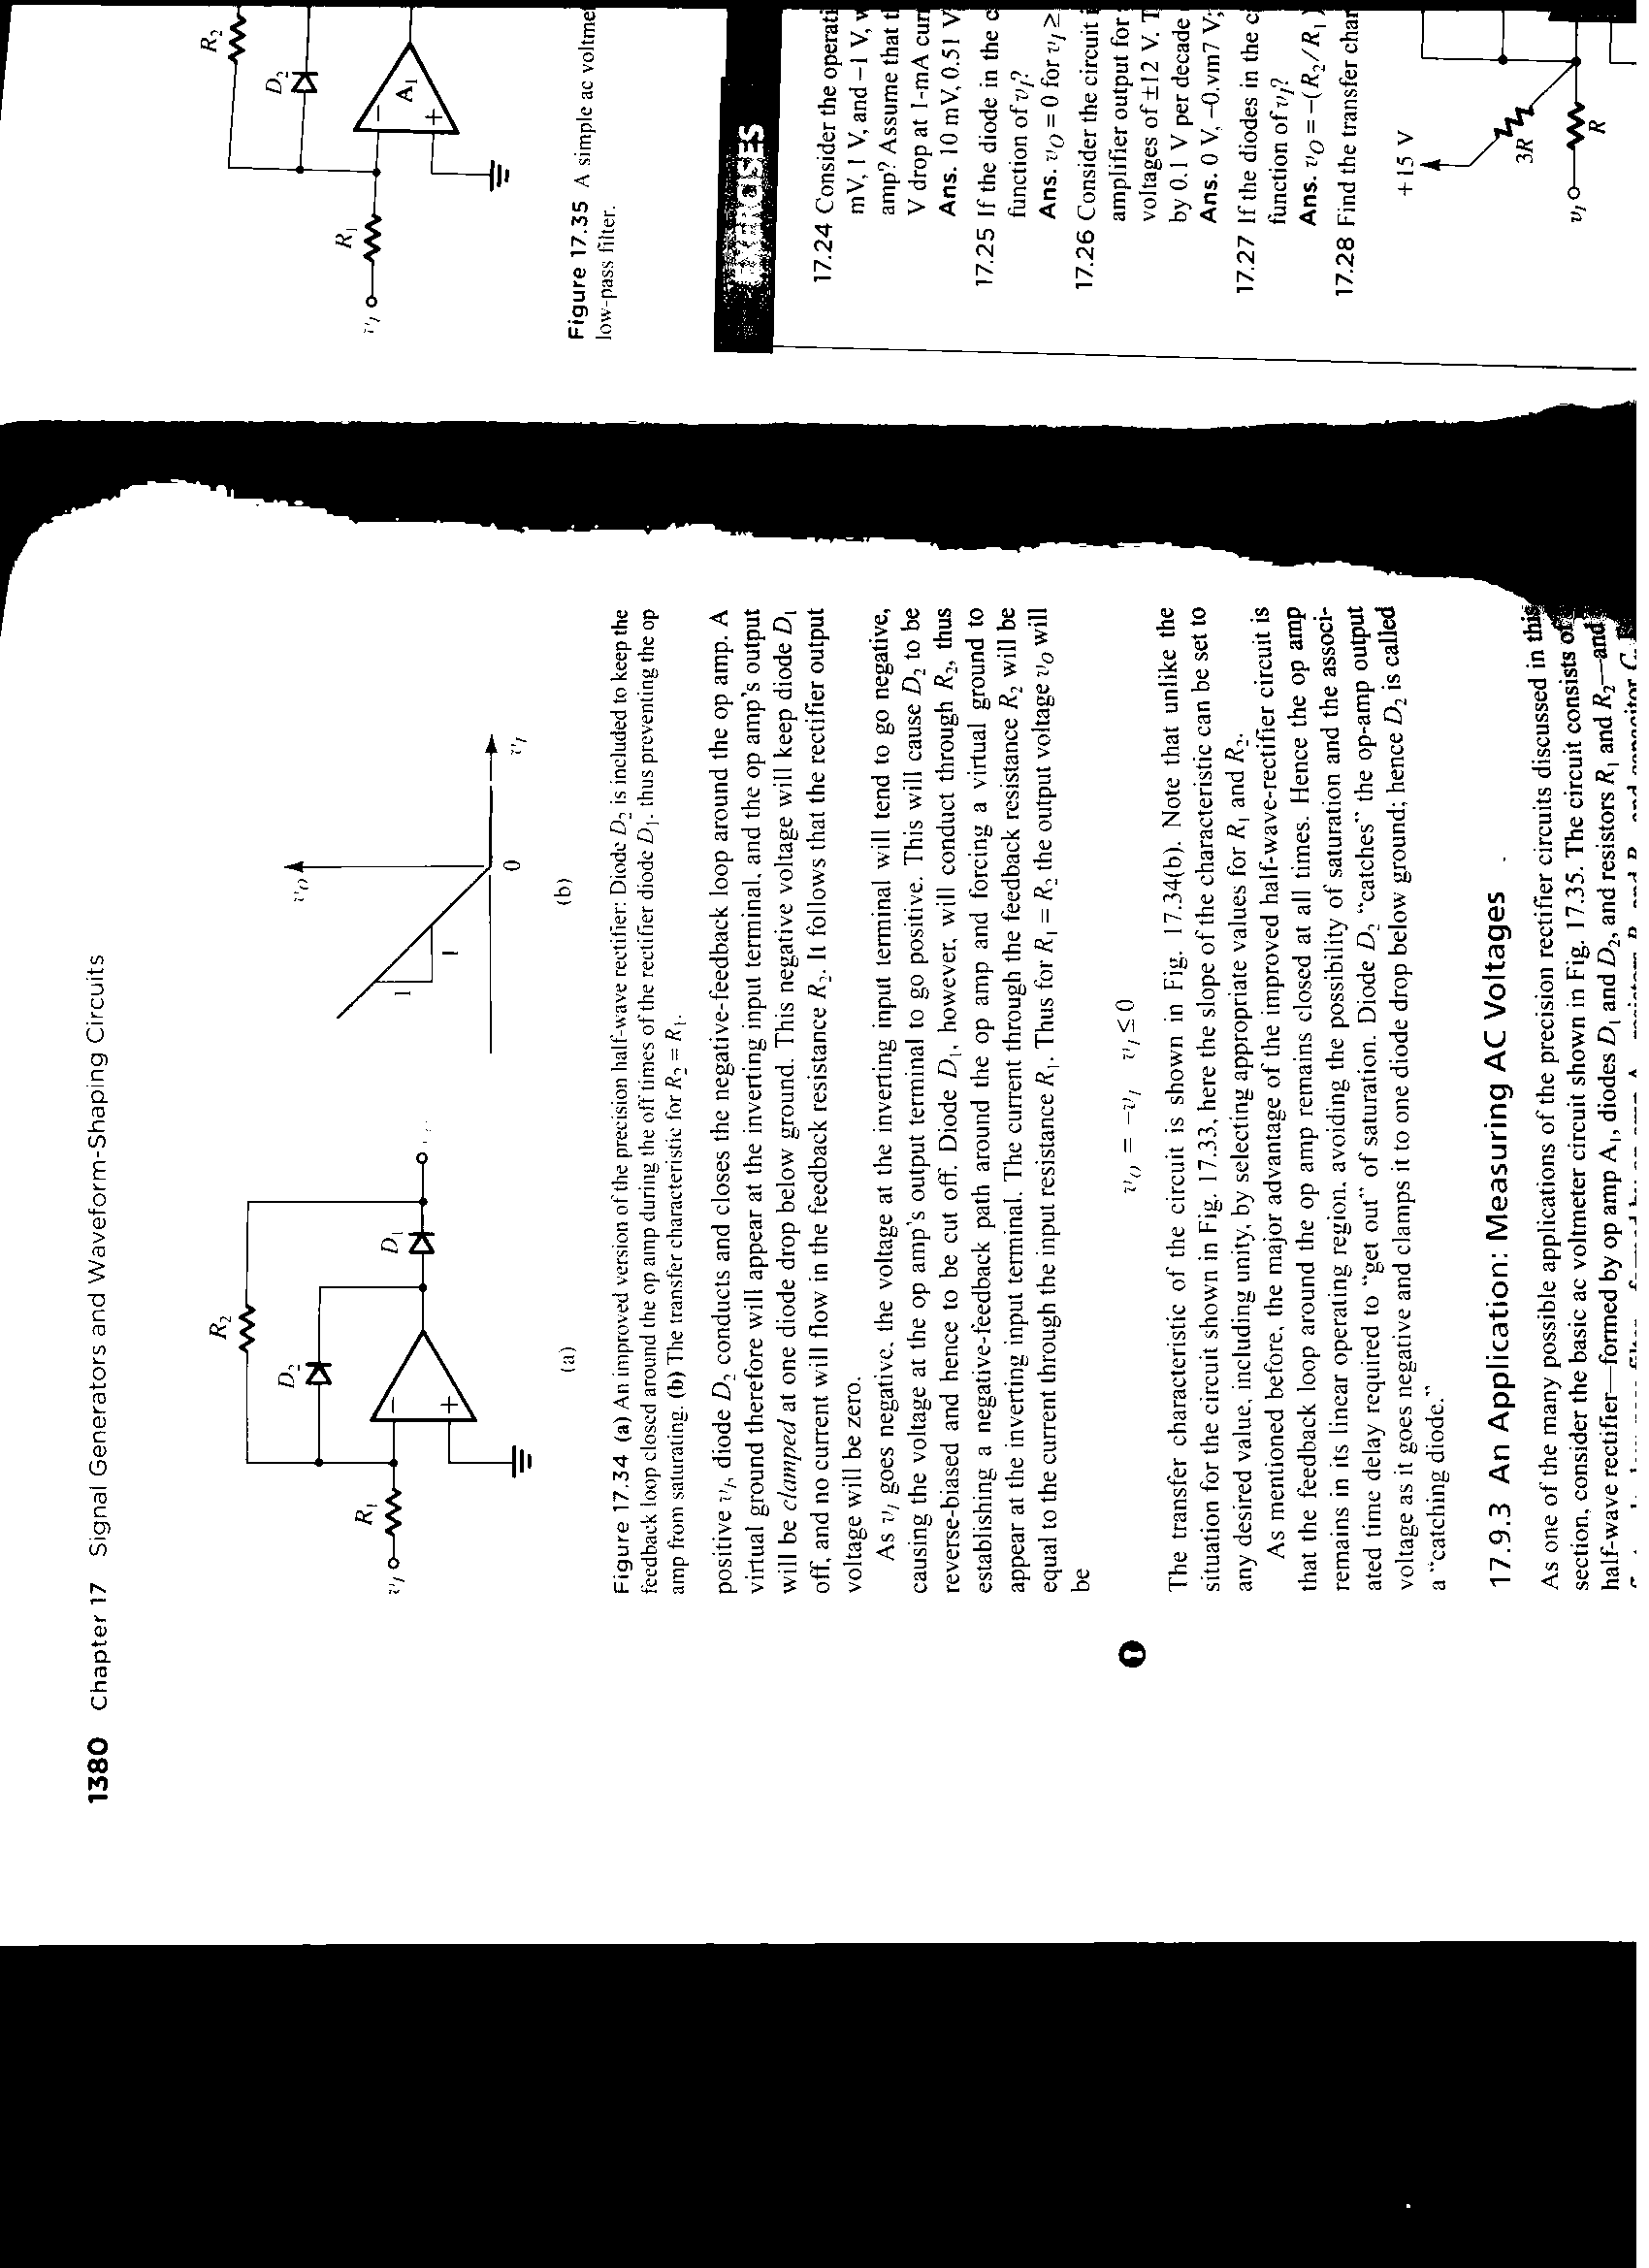 1380 Chapter 17 Signal Generators and Waveform-Shaping Circuits
R2
D2
R1
vI
−
+
D1
(a)
vO
1
1
0
vI
(b)
Figure 17.34 (a) An improved version of the precision half-wave rectifier: Diode D2 is included to keep the
feedback loop closed around the op amp during the off times of the rectifier diode D1, thus preventing the op
amp from saturating. (b) The transfer characteristic for R2 = R1.
positive vI, diode D2 conducts and closes the negative-feedback loop around the op amp. A
virtual ground therefore will appear at the inverting input terminal, and the op amp's output
will be clamped at one diode drop below ground. This negative voltage will keep diode D1
off, and no current will flow in the feedback resistance R2. It follows that the rectifier output
voltage will be zero.
As vI goes negative, the voltage at the inverting input terminal will tend to go negative,
causing the voltage at the op amp's output terminal to go positive. This will cause D2 to be
reverse-biased and hence to be cut off. Diode D1, however, will conduct through R2, thus
establishing a negative-feedback path around the op amp and forcing a virtual ground to
appear at the inverting input terminal. The current through the feedback resistance R2 will be
equal to the current through the input resistance R1. Thus for R1 = R2 the output voltage vO will
be
vO = −vI vI ≤ 0
The transfer characteristic of the circuit is shown in Fig. 17.34(b). Note that unlike the
situation for the circuit shown in Fig. 17.33, here the slope of the characteristic can be set to
any desired value, including unity, by selecting appropriate values for R1 and R2.
As mentioned before, the major advantage of the improved half-wave-rectifier circuit is
that the feedback loop around the op amp remains closed at all times. Hence the op amp
remains in its linear operating region, avoiding the possibility of saturation and the associ-
ated time delay required to "get out" of saturation. Diode D2 "catches" the op-amp output
voltage as it goes negative and clamps it to one diode drop below ground; hence D2 is called
a "catching diode."
17.9.3 An Application: Measuring AC Voltages
As one of the many possible applications of the precision rectifier circuits discussed in this
section, consider the basic ac voltmeter circuit shown in Fig. 17.35. The circuit consists of
half-wave rectifier—formed by op amp A1, diodes D1 and D2, and resistors R1 and R2—and
R2
D2
R1
vI
−
+
A1
Figure 17.35 A simple ac voltme
low-pass filter.
EXERCISES
17.24 Consider the operati
mV, 1 V, and −1 V, w
amp? Assume that t
V drop at 1-mA curr
Ans. 10 mV, 0.51 V
17.25 If the diode in the c
function of vI?
Ans. vO = 0 for vI ≥
17.26 Consider the circuit i
amplifier output for
voltages of ±12 V. T
by 0.1 V per decade
Ans. 0 V, −0.vm7 V;
17.27 If the diodes in the c
function of vI?
Ans. vO = −(R2/R1)
17.28 Find the transfer char
+15 V
3R
vI
R